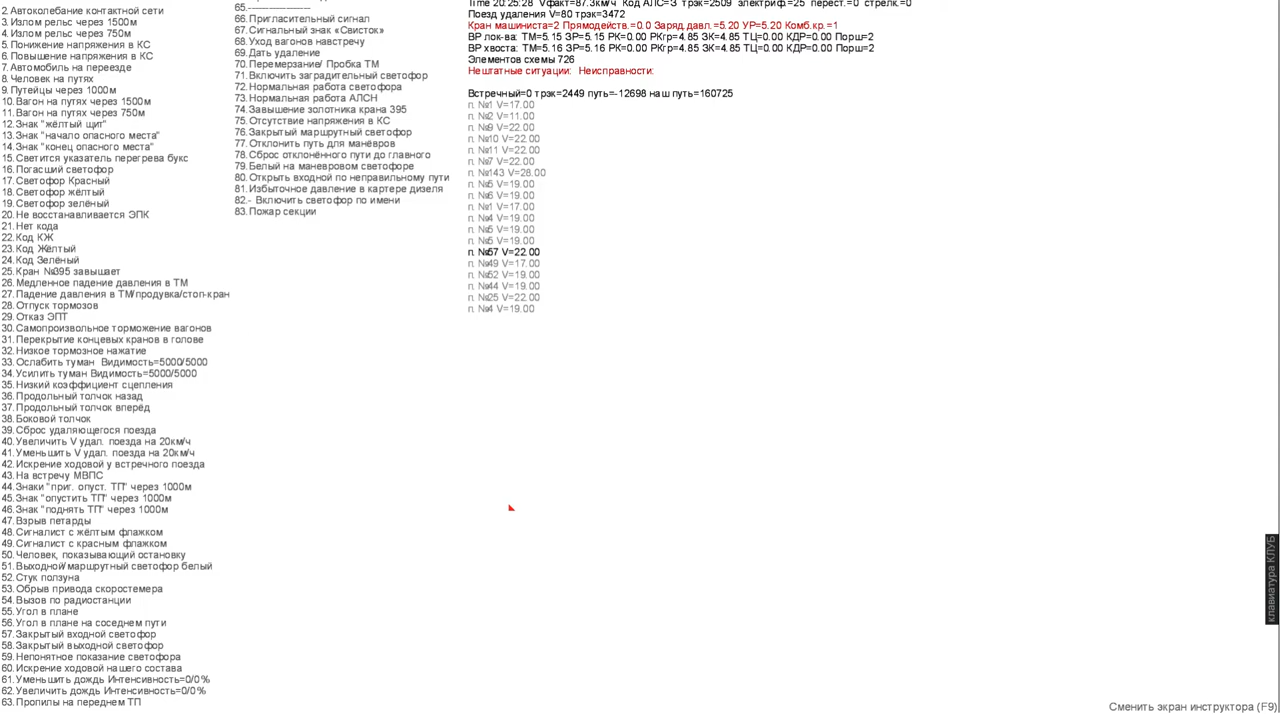 2. Автоколебание контактной сети
3. Излом рельс через 1500м
4. Излом рельс через 750м
5. Понижение напряжения в КС
6. Повышение напряжения в КС
7. Автомобиль на переезде
8. Человек на путях
9. Путейцы через 1000м
10. Вагон на путях через 1500м
11. Вагон на путях через 750м
12. Знак "жёлтый щит"
13. Знак "начало опасного места"
14. Знак "конец опасного места"
15. Светится указатель перегрева букс
16. Погасший светофор
17. Светофор Красный
18. Светофор жёлтый
19. Светофор зелёный
20. Не восстанавливается ЭПК
21. Нет кода
22. Код КЖ
23. Код Жёлтый
24. Код Зелёный
25. Кран №395 завышает
26. Медленное падение давления в ТМ
27. Падение давления в ТМ/продувка/стоп-кран
28. Отпуск тормозов
29. Отказ ЭПТ
30. Самопроизвольное торможение вагонов
31. Перекрытие концевых кранов в голове
32. Низкое тормозное нажатие
33. Ослабить туман Видимость=5000/5000
34. Усилить туман Видимость=5000/5000
35. Низкий коэффициент сцепления
36. Продольный толчок назад
37. Продольный толчок вперёд
38. Боковой толчок
39. Сброс удаляющегося поезда
40. Увеличить V удал. поезда на 20км/ч
41. Уменьшить V удал. поезда на 20км/ч
42. Искрение ходовой у встречного поезда
43. На встречу МВПС
44. Знаки "приг. опуст. ТП" через 1000м
45. Знак "опустить ТП" через 1000м
46. Знак "поднять ТП" через 1000м
47. Взрыв петарды
48. Сигналист с жёлтым флажком
49. Сигналист с красным флажком
50. Человек, показывающий остановку
51. Выходной/маршрутный светофор белый
52. Стук ползуна
53. Обрыв привода скоростемера
54. Вызов по радиостанции
55. Угол в плане
56. Угол в плане на соседнем пути
57. Закрытый входной светофор
58. Закрытый выходной светофор
59. Непонятное показание светофора
60. Искрение ходовой нашего состава
61. Уменьшить дождь Интенсивность=0/0%
62. Увеличить дождь Интенсивность=0/0%
63. Пропилы на переднем ТП
65.--------------------
66. Пригласительный сигнал
67. Сигнальный знак «Свисток»
68. Уход вагонов навстречу
69. Дать удаление
70. Перемерзание/ Пробка ТМ
71. Включить заградительный светофор
72. Нормальная работа светофора
73. Нормальная работа АЛСН
74. Завышение золотника крана 395
75. Отсутствие напряжения в КС
76. Закрытый маршрутный светофор
77. Отклонить путь для манёвров
78. Сброс отклонённого пути до главного
79. Белый на маневровом светофоре
80. Открыть входной по неправильному пути
81. Избыточное давление в картере дизеля
82.- Включить светофор по имени
83. Пожар секции
Time 20:25:28 Vфакт=87.3км/ч Код АЛС=3 трэк=2509 электриф.=25 перест.=0 стрелк.=0
Поезд удаления V=80 трэк=3472
Кран машиниста=2 Прямодейств.=0.0 Заряд.давл.=5.20 УР=5.20 Комб.кр.=1
ВР лок-ва: ТМ=5.15 ЗР=5.15 РК=0.00 РКгр=4.85 ЗК=4.85 ТЦ=0.00 КДР=0.00 Порш=2
ВР хвоста: ТМ=5.16 ЗР=5.16 РК=0.00 РКгр=4.85 ЗК=4.85 ТЦ=0.00 КДР=0.00 Порш=2
Элементов схемы 726
Нештатные ситуации: Неисправности:
Встречный=0 трэк=2449 путь=-12698 наш путь=160725
п. №1 V=17.00
п. №2 V=11.00
п. №9 V=22.00
п. №10 V=22.00
п. №11 V=22.00
п. №7 V=22.00
п. №143 V=28.00
п. №5 V=19.00
п. №6 V=19.00
п. №1 V=17.00
п. №4 V=19.00
п. №5 V=19.00
п. №5 V=19.00
п. №57 V=22.00
п. №49 V=17.00
п. №52 V=19.00
п. №44 V=19.00
п. №25 V=22.00
п. №4 V=19.00
клавиатура КЛУБ
Сменить экран инструктора (F9)